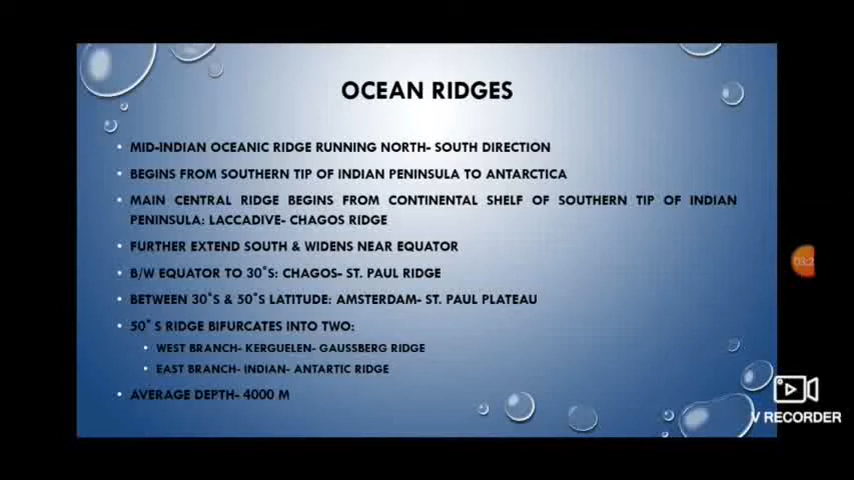 OCEAN RIDGES
• MID-INDIAN OCEANIC RIDGE RUNNING NORTH- SOUTH DIRECTION
• BEGINS FROM SOUTHERN TIP OF INDIAN PENINSULA TO ANTARCTICA
• MAIN CENTRAL RIDGE BEGINS FROM CONTINENTAL SHELF OF SOUTHERN TIP OF INDIAN
PENINSULA: LACCADIVE- CHAGOS RIDGE
• FURTHER EXTEND SOUTH & WIDENS NEAR EQUATOR
• B/W EQUATOR TO 30°S: CHAGOS- ST. PAUL RIDGE
• BETWEEN 30°S & 50°S LATITUDE: AMSTERDAM- ST. PAUL PLATEAU
• 50° S RIDGE BIFURCATES INTO TWO:
• WEST BRANCH- KERGUELEN- GAUSSBERG RIDGE
• EAST BRANCH- INDIAN- ANTARTIC RIDGE
• AVERAGE DEPTH- 4000 M
V RECORDER